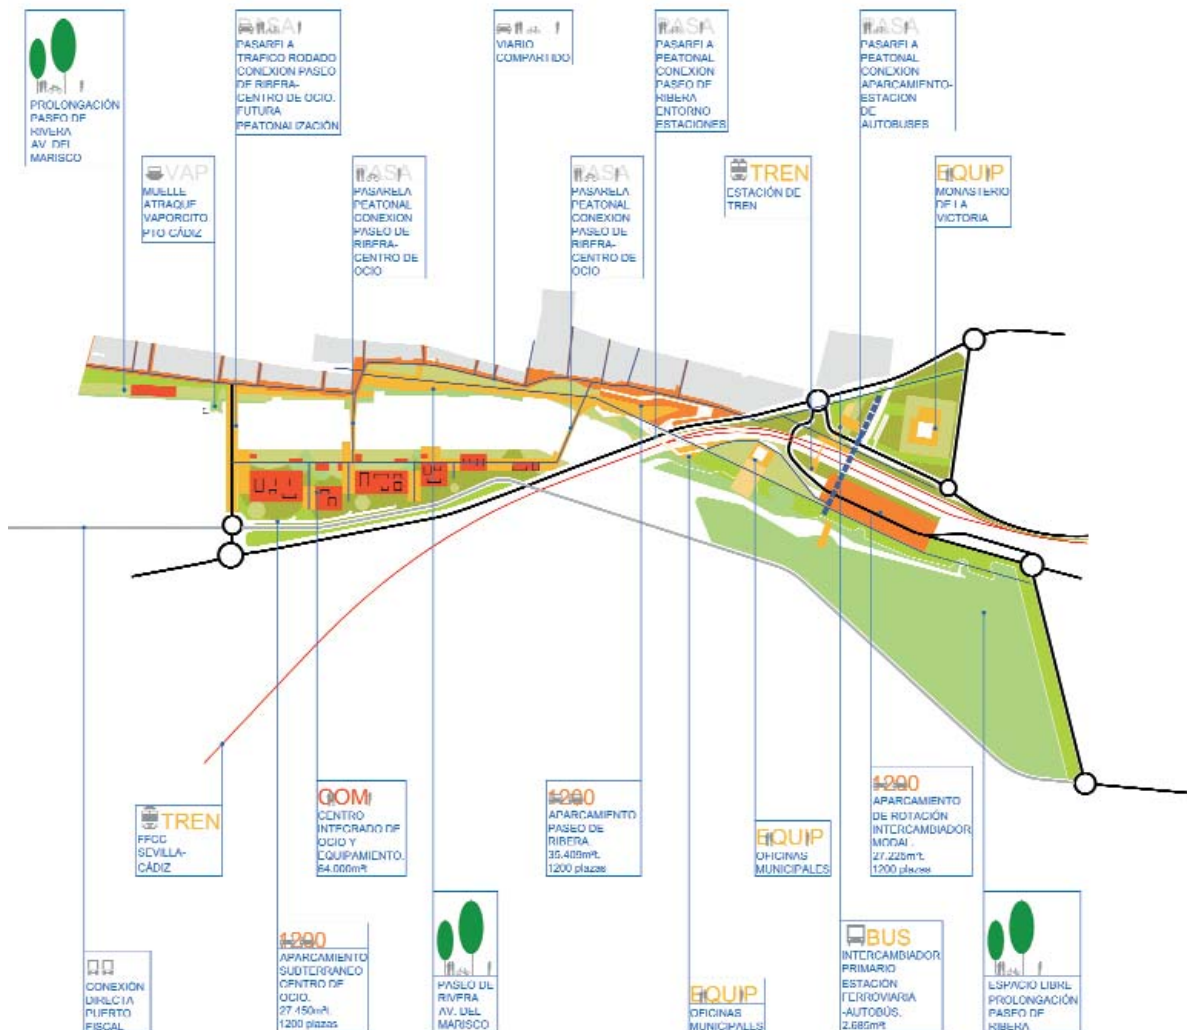 PROLONGACIÓN
PASEO DE
RIVERA
AV. DEL
MARISCO
PASA
PASARELA
TRAFICO RODADO
CONEXION PASEO
DE RIBERA-
CENTRO DE OCIO.
FUTURA
PEATONALIZACIÓN
VIARIO
COMPARTIDO
PASA
PASARELA
PEATONAL
CONEXION
PASEO DE
RIBERA
ENTORNO
ESTACIONES
PASA
PASARELA
PEATONAL
CONEXION
APARCAMIENTO-
ESTACION
DE
AUTOBUSES
VAP
MUELLE
ATRAQUE
VAPORCITO
PTO CÁDIZ
PASA
PASARELA
PEATONAL
CONEXION
PASEO DE
RIBERA-
CENTRO DE
OCIO
PASA
PASARELA
PEATONAL
CONEXION
PASEO DE
RIBERA-
CENTRO DE
OCIO
TREN
ESTACIÓN DE
TREN
EQUIP
MONASTERIO
DE LA
VICTORIA
TREN
FFCC
SEVILLA-
CÁDIZ
COM
CENTRO
INTEGRADO DE
OCIO Y
EQUIPAMIENTO.
64.000m²t
1200
APARCAMIENTO
PASEO DE
RIBERA.
35.409m²t.
1200 plazas
EQUIP
OFICINAS
MUNICIPALES
1200
APARCAMIENTO
DE ROTACIÓN
INTERCAMBIADOR
MODAL.
27.225m²t.
1200 plazas
CONEXIÓN
DIRECTA
PUERTO
FISCAL
1200
APARCAMIENTO
SUBTERRANEO
CENTRO DE
OCIO.
27.450m²t.
1200 plazas
PASEO DE
RIVERA
AV. DEL
MARISCO
EQUIP
OFICINAS
MUNICIPALES
BUS
INTERCAMBIADOR
PRIMARIO
ESTACIÓN
FERROVIARIA
-AUTOBÚS.
2.685m²t
ESPACIO LIBRE
PROLONGACIÓN
PASEO DE
RIBERA